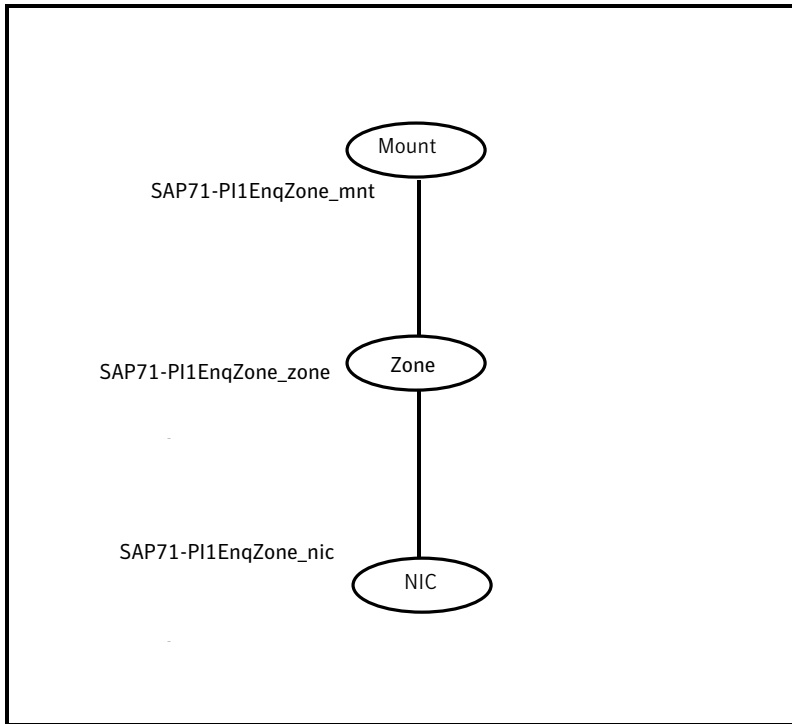 Mount
SAP71-PI1EnqZone_mnt
Zone
SAP71-PI1EnqZone_zone
SAP71-PI1EnqZone_nic
NIC